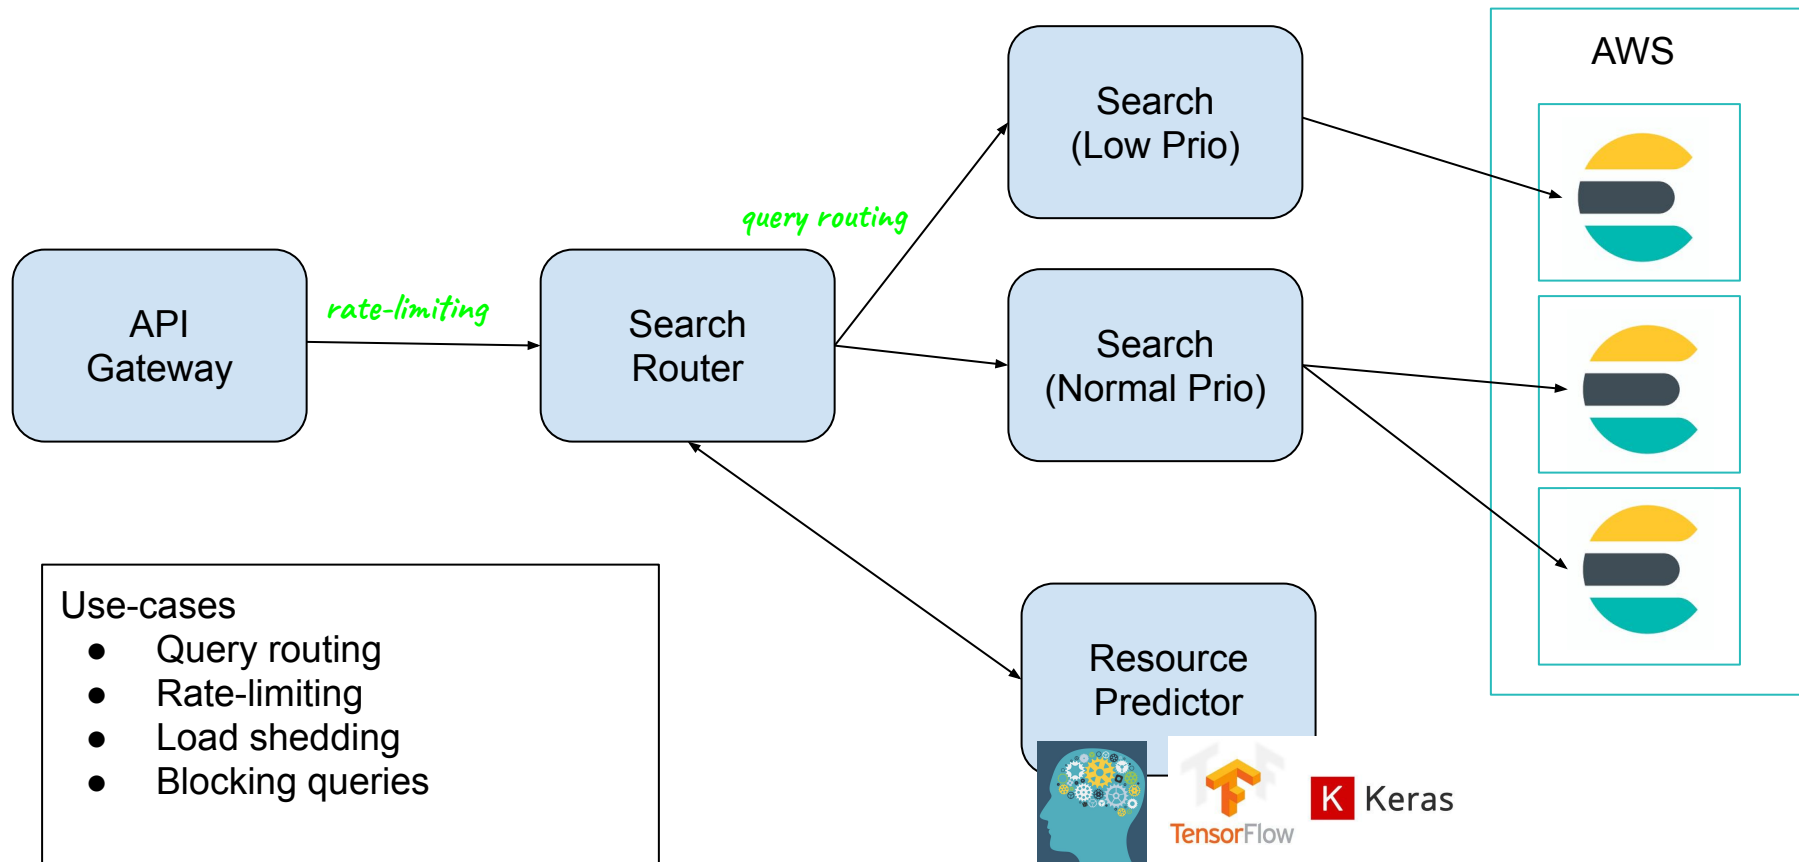 AWS
Search
(Low Prio)
query routing
API
Gateway
rate-limiting
Search
Router
Search
(Normal Prio)
Use-cases
● Query routing
● Rate-limiting
● Load shedding
● Blocking queries
Resource
Predictor
TensorFlow
K Keras